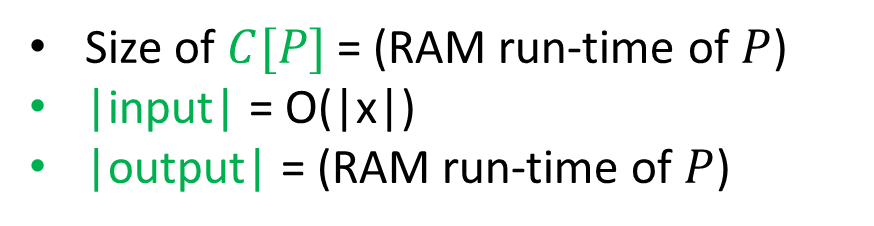 • Size of C[P] = (RAM run-time of P)
• |input| = O(|x|)
• |output| = (RAM run-time of P)